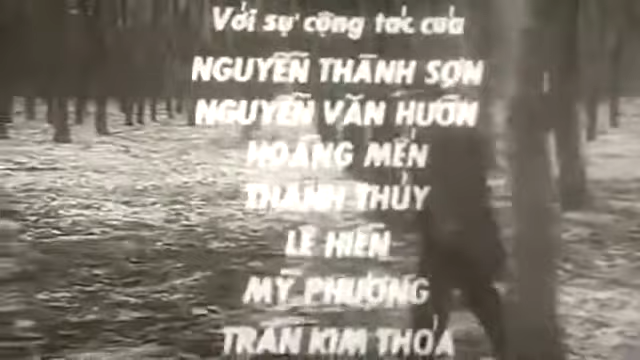 Với sự cộng tác của
NGUYỄN THÀNH SƠN
NGUYỄN VĂN HƯỜN
HOÀNG MẾN
THANH THỦY
LÊ HIỀN
MỸ PHƯỢNG
TRẦN KIM THOA